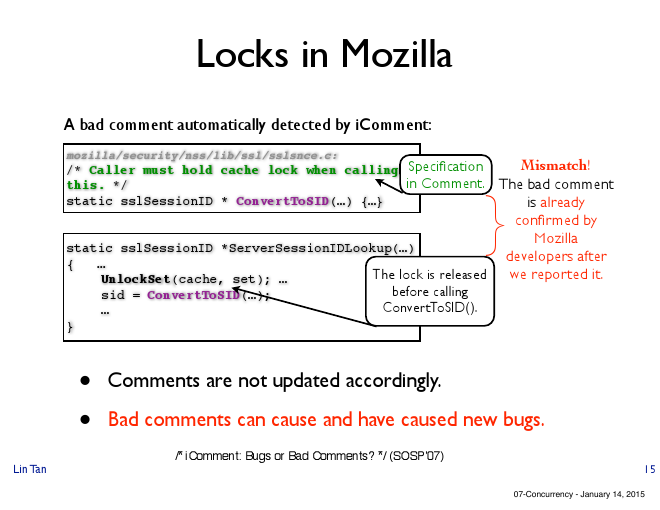 Locks in Mozilla
A bad comment automatically detected by iComment:
mozilla/security/nss/lib/ssl/sslsnce.c:
/* Caller must hold cache lock when calling
this. */
static sslSessionID * ConvertToSID(…) {…}
Specification
in Comment.
Mismatch!
The bad comment
is already
confirmed by
Mozilla
developers after
we reported it.
static sslSessionID *ServerSessionIDLookup(…)
{ …
UnlockSet(cache, set); …
sid = ConvertToSID(…);
…
}
The lock is released
before calling
ConvertToSID().
● Comments are not updated accordingly.
● Bad comments can cause and have caused new bugs.
/* iComment: Bugs or Bad Comments? */ (SOSP'07)
Lin Tan
15
07-Concurrency - January 14, 2015